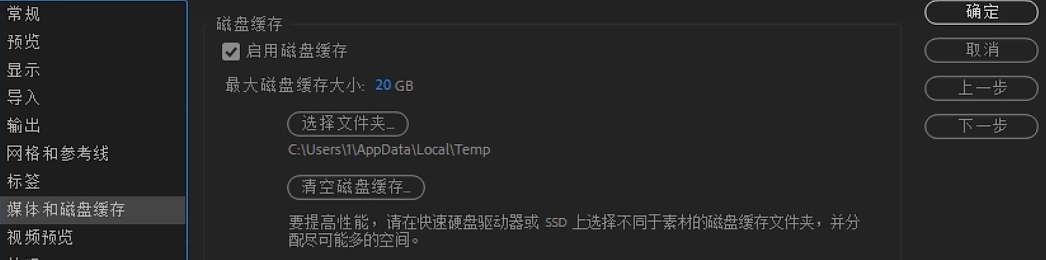 常规
预览
显示
导入
输出
网格和参考线
标签
媒体和磁盘缓存
视频预览
磁盘缓存
启用磁盘缓存
最大磁盘缓存大小: 20 GB
选择文件夹...
C:\Users\1\AppData\Local\Temp
清空磁盘缓存...
要提高性能，请在快速硬盘驱动器或 SSD 上选择不同于素材的磁盘缓存文件夹，并分
配尽可能多的空间。
确定
取消
上一步
下一步